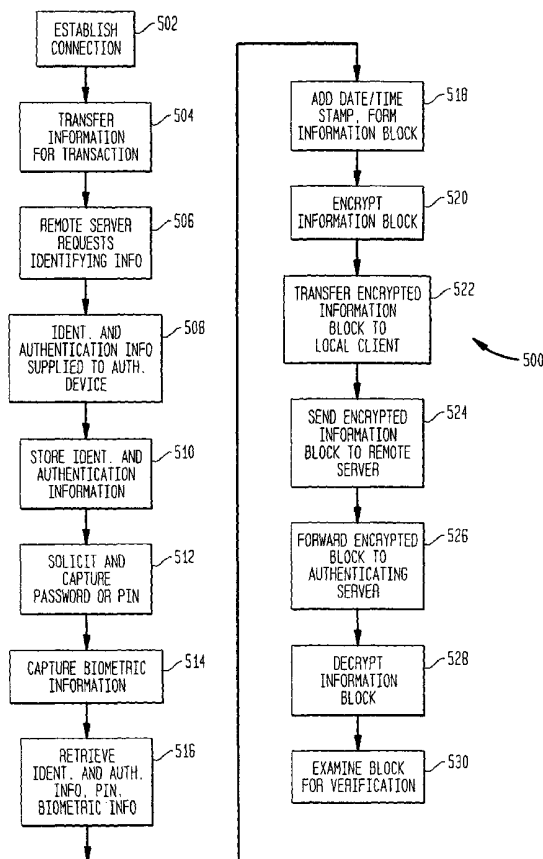 ESTABLISH
CONNECTION
502
TRANSFER
INFORMATION
FOR TRANSACTION
504
REMOTE SERVER
REQUESTS
IDENTIFYING INFO
506
IDENT. AND
AUTHENTICATION INFO
SUPPLIED TO AUTH.
DEVICE
508
STORE IDENT. AND
AUTHENTICATION
INFORMATION
510
SOLICIT AND
CAPTURE
PASSWORD OR PIN
512
CAPTURE BIOMETRIC
INFORMATION
514
RETRIEVE
IDENT. AND AUTH.
INFO, PIN,
BIOMETRIC INFO
516
ADD DATE/TIME
STAMP, FORM
INFORMATION BLOCK
518
ENCRYPT
INFORMATION BLOCK
520
TRANSFER ENCRYPTED
INFORMATION
BLOCK TO
LOCAL CLIENT
522
500
SEND ENCRYPTED
INFORMATION
BLOCK TO REMOTE
SERVER
524
FORWARD ENCRYPTED
BLOCK TO
AUTHENTICATING
SERVER
526
DECRYPT
INFORMATION
BLOCK
528
EXAMINE BLOCK
FOR VERIFICATION
530